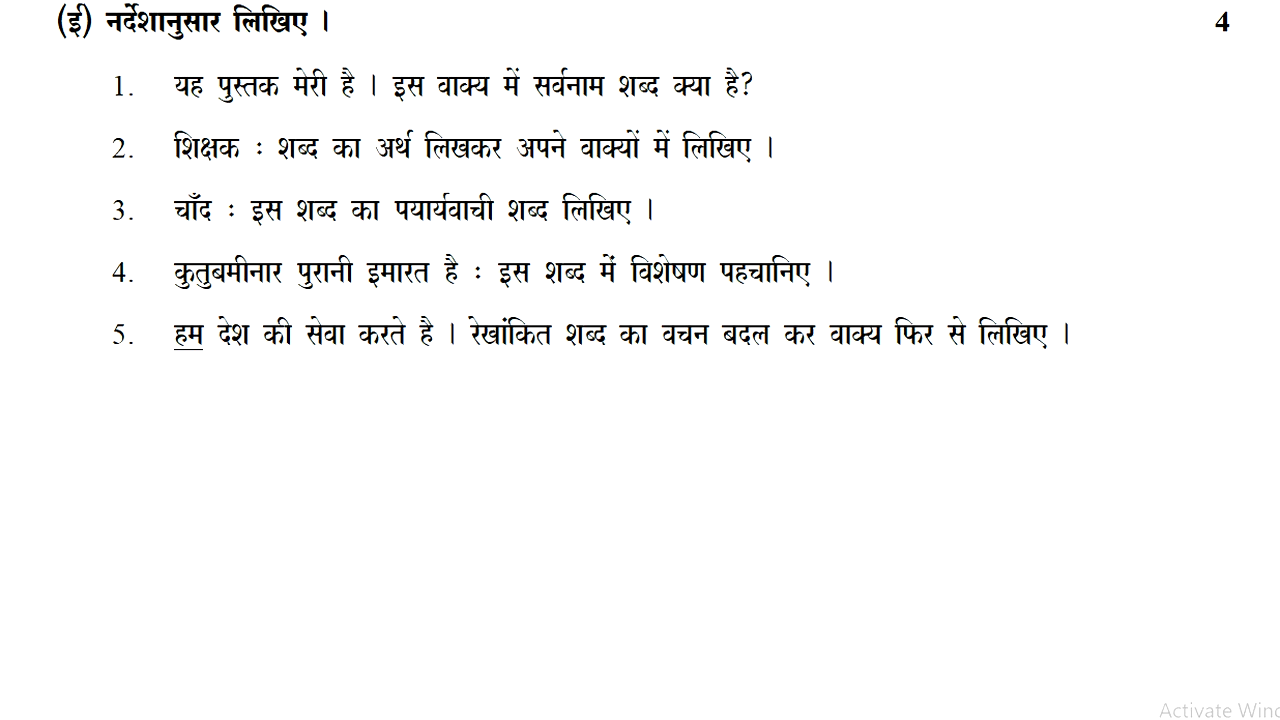 (ई) नर्देशानुसार लिखिए । 4
1. यह पुस्तक मेरी है । इस वाक्य में सर्वनाम शब्द क्या है?
2. शिक्षक : शब्द का अर्थ लिखकर अपने वाक्यों में लिखिए ।
3. चाँद : इस शब्द का पयार्यवाची शब्द लिखिए ।
4. कुतुबमीनार पुरानी इमारत है : इस शब्द में विशेषण पहचानिए ।
5. हम देश की सेवा करते है । रेखांकित शब्द का वचन बदल कर वाक्य फिर से लिखिए ।
Activate Wind